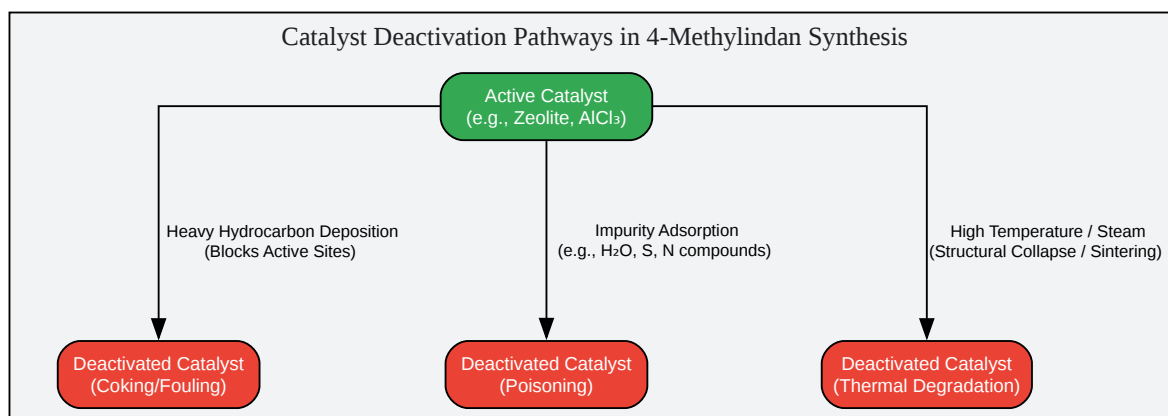 Catalyst Deactivation Pathways in 4-Methylindan Synthesis
Active Catalyst
(e.g., Zeolite, AlCl₃)
Heavy Hydrocarbon Deposition
(Blocks Active Sites)
Impurity Adsorption
(e.g., H₂O, S, N compounds)
High Temperature / Steam
(Structural Collapse / Sintering)
Deactivated Catalyst
(Coking/Fouling)
Deactivated Catalyst
(Poisoning)
Deactivated Catalyst
(Thermal Degradation)